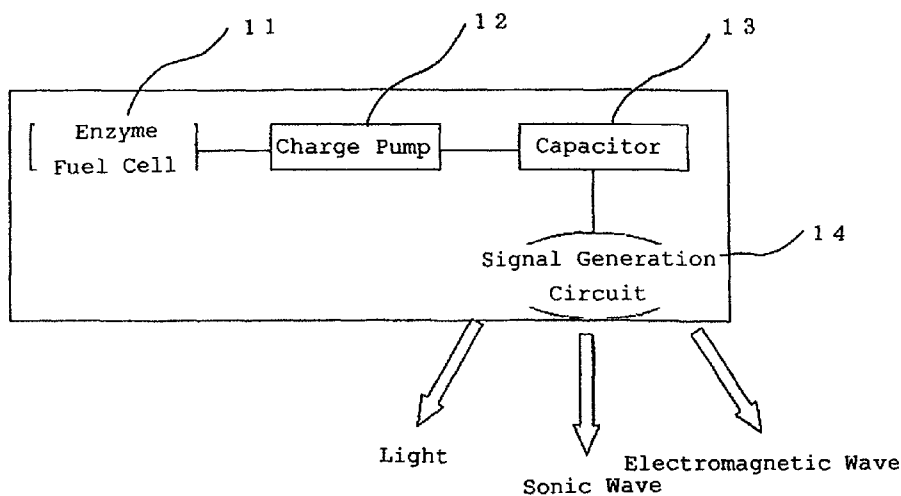 11
12
13
Enzyme
Fuel Cell
Charge Pump
Capacitor
14
Signal Generation
Circuit
Light
Sonic Wave
Electromagnetic Wave